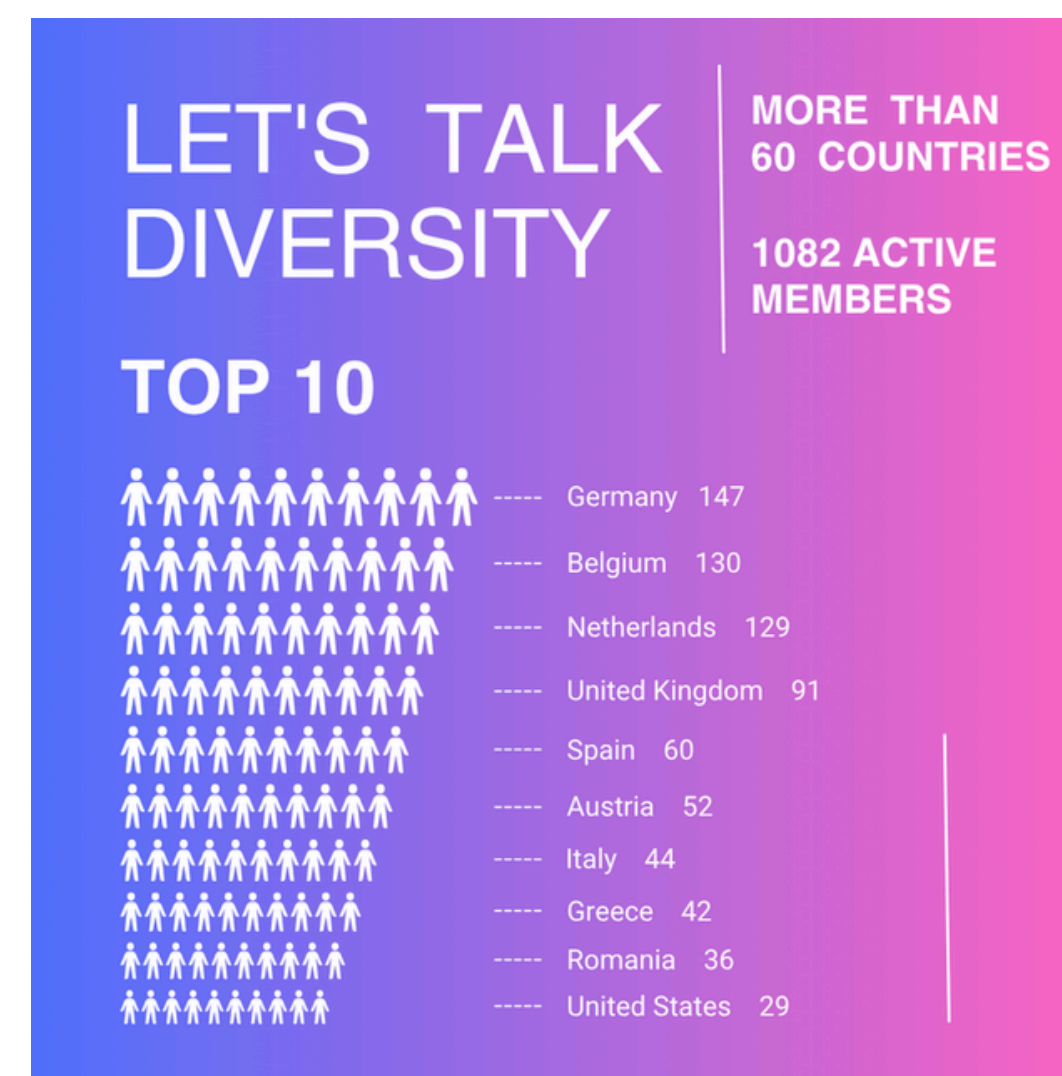 LET'S TALK
DIVERSITY
MORE THAN
60 COUNTRIES
1082 ACTIVE
MEMBERS
TOP 10
----- Germany 147
----- Belgium 130
----- Netherlands 129
----- United Kingdom 91
----- Spain 60
----- Austria 52
----- Italy 44
----- Greece 42
----- Romania 36
----- United States 29